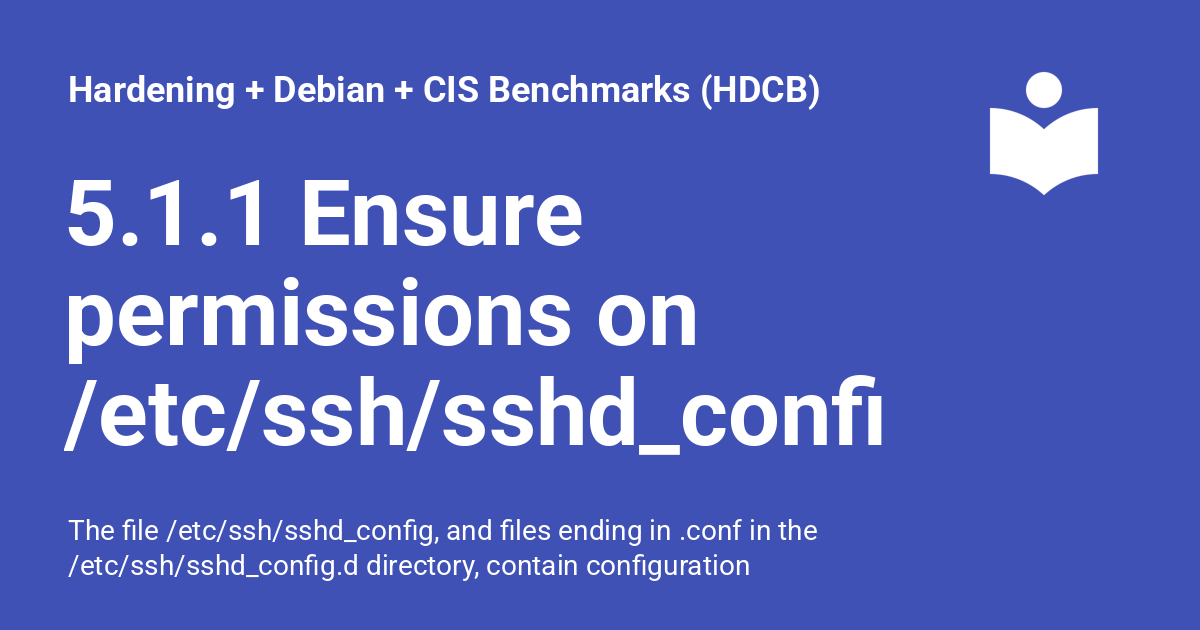 Hardening + Debian + CIS Benchmarks (HDCB)
5.1.1 Ensure
permissions on
/etc/ssh/sshd_confi
The file /etc/ssh/sshd_config, and files ending in .conf in the
/etc/ssh/sshd_config.d directory, contain configuration